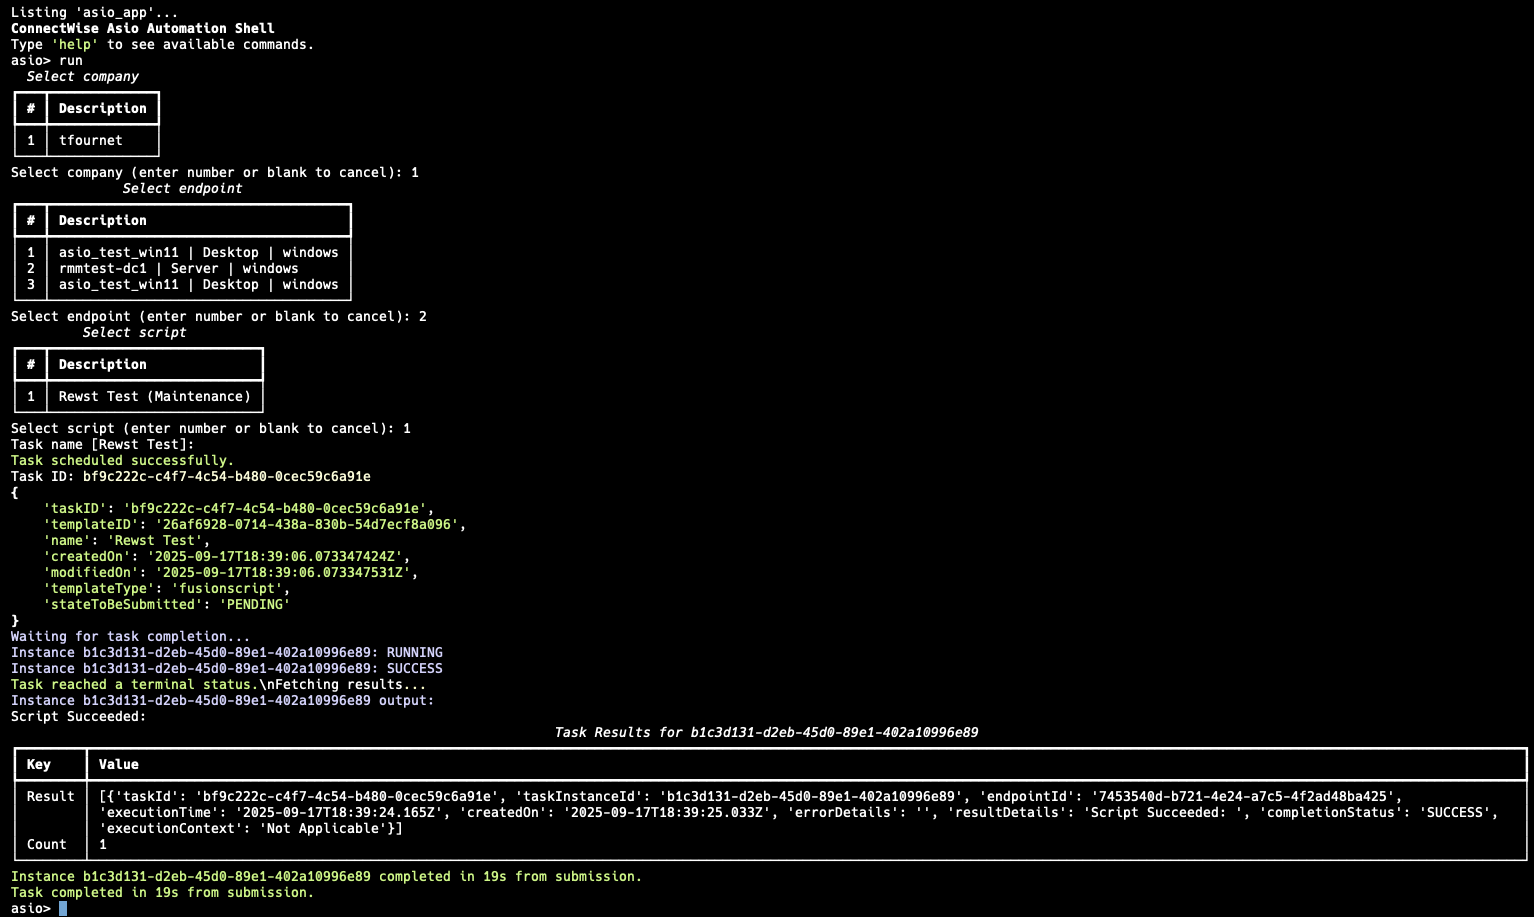 Listing 'asio_app'...
ConnectWise Asio Automation Shell
Type 'help' to see available commands.
asio> run
Select company
# Description
1 tfournet
Select company (enter number or blank to cancel): 1
Select endpoint
# Description
1 asio_test_win11 | Desktop | windows
2 rmmtest-dc1 | Server | windows
3 asio_test_win11 | Desktop | windows
Select endpoint (enter number or blank to cancel): 2
Select script
# Description
1 Rewst Test (Maintenance)
Select script (enter number or blank to cancel): 1
Task name [Rewst Test]:
Task scheduled successfully.
Task ID: bf9c222c-c4f7-4c54-b480-0cec59c6a91e
{
'taskID': 'bf9c222c-c4f7-4c54-b480-0cec59c6a91e',
'templateID': '26af6928-0714-438a-830b-54d7ecf8a096',
'name': 'Rewst Test',
'createdOn': '2025-09-17T18:39:06.073347424Z',
'modifiedOn': '2025-09-17T18:39:06.073347531Z',
'templateType': 'fusionscript',
'stateToBeSubmitted': 'PENDING'
}
Waiting for task completion...
Instance b1c3d131-d2eb-45d0-89e1-402a10996e89: RUNNING
Instance b1c3d131-d2eb-45d0-89e1-402a10996e89: SUCCESS
Task reached a terminal status.\nFetching results...
Instance b1c3d131-d2eb-45d0-89e1-402a10996e89 output:
Script Succeeded:
Task Results for b1c3d131-d2eb-45d0-89e1-402a10996e89
Key Value
Result [{'taskId': 'bf9c222c-c4f7-4c54-b480-0cec59c6a91e', 'taskInstanceId': 'b1c3d131-d2eb-45d0-89e1-402a10996e89', 'endpointId': '7453540d-b721-4e24-a7c5-4f2ad48ba425',
'executionTime': '2025-09-17T18:39:24.165Z', 'createdOn': '2025-09-17T18:39:25.033Z', 'errorDetails': '', 'resultDetails': 'Script Succeeded: ', 'completionStatus': 'SUCCESS',
'executionContext': 'Not Applicable'}]
Count 1
Instance b1c3d131-d2eb-45d0-89e1-402a10996e89 completed in 19s from submission.
Task completed in 19s from submission.
asio>